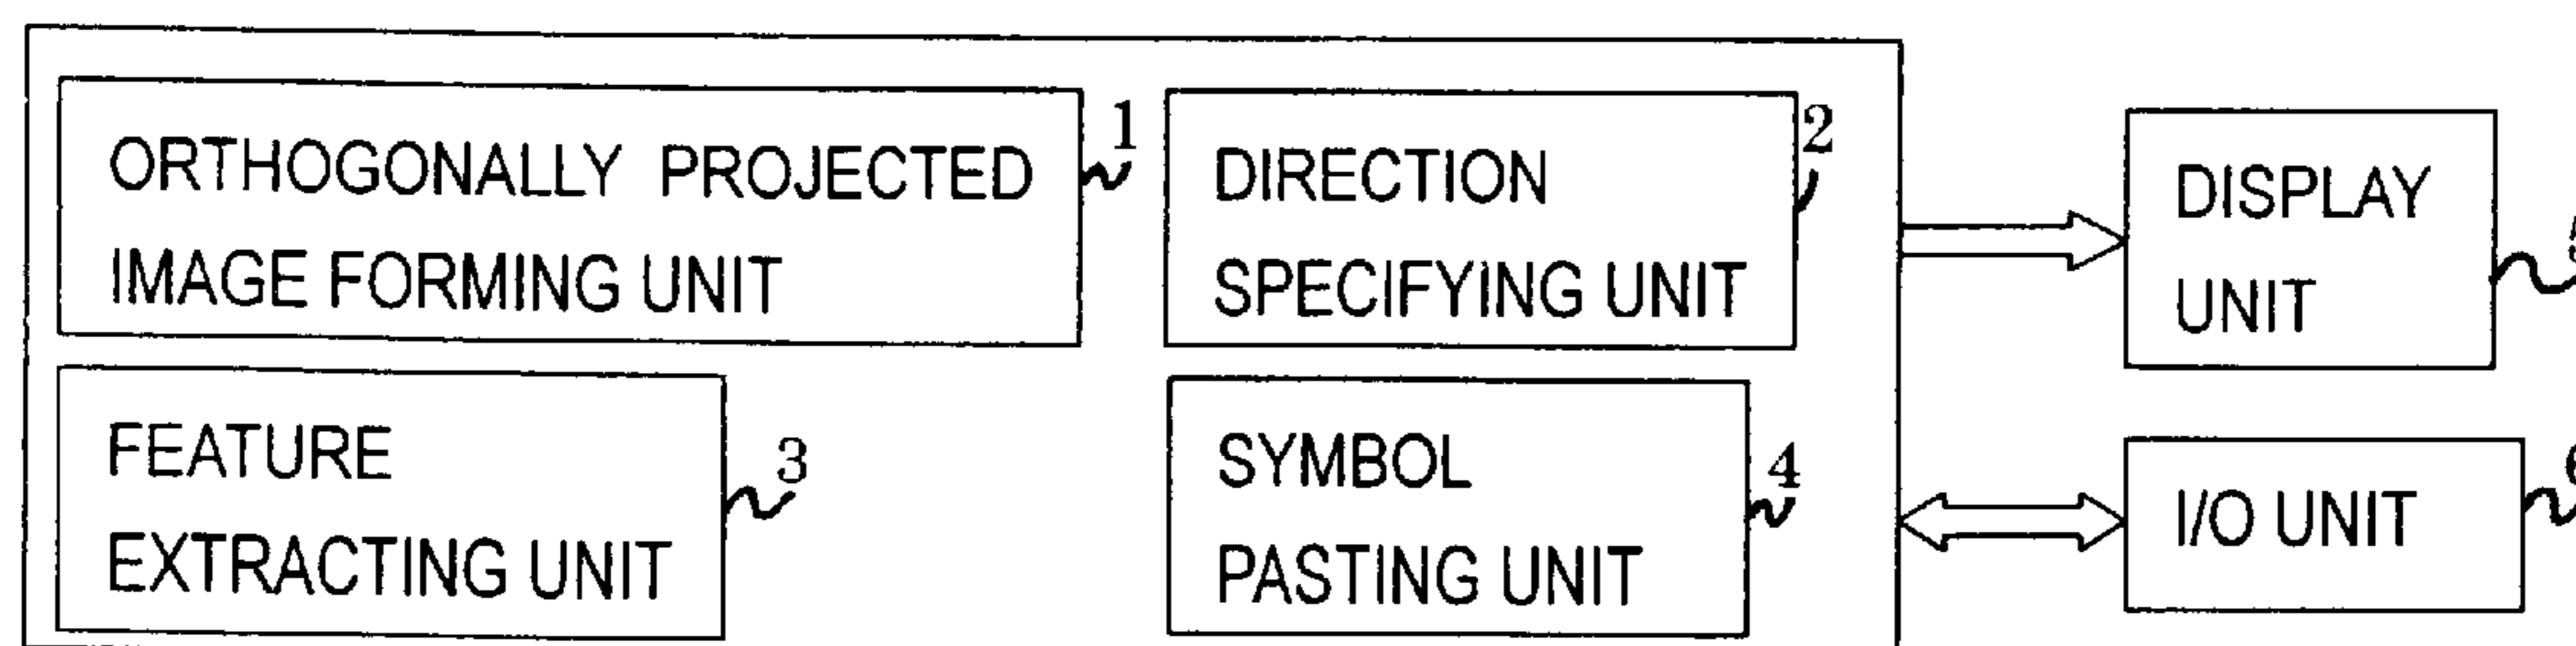 ORTHOGONALLY PROJECTED
IMAGE FORMING UNIT
1
DIRECTION
SPECIFYING UNIT
2
DISPLAY
UNIT
FEATURE
EXTRACTING UNIT
3
SYMBOL
PASTING UNIT
4
I/O UNIT